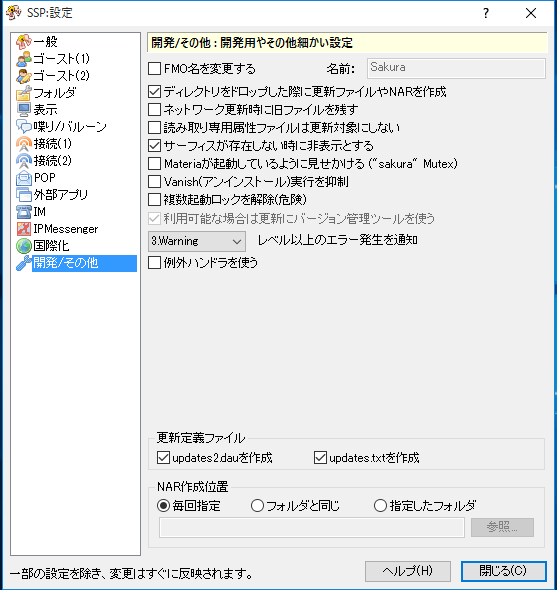 SSP:設定
一般
ゴースト(1)
ゴースト(2)
フォルダ
表示
喋り/バルーン
接続(1)
接続(2)
POP
外部アプリ
IM
IPMessenger
国際化
開発/その他
開発/その他 : 開発用やその他細かい設定
FMO名を変更する 名前: Sakura
ディレクトリをドロップした際に更新ファイルやNARを作成
ネットワーク更新時に旧ファイルを残す
読み取り専用属性ファイルは更新対象にしない
サーフィスが存在しない時に非表示とする
Materiaが起動しているように見せかける ("sakura" Mutex)
Vanish(アンインストール)実行を抑制
複数起動ロックを解除(危険)
利用可能な場合は更新にバージョン管理ツールを使う
3.Warning レベル以上のエラー発生を通知
例外ハンドラを使う
更新定義ファイル
updates2.dauを作成 updates.txtを作成
NAR作成位置
毎回指定 フォルダと同じ 指定したフォルダ
参照...
一部の設定を除き、変更はすぐに反映されます。 ヘルプ(H) 閉じる(C)